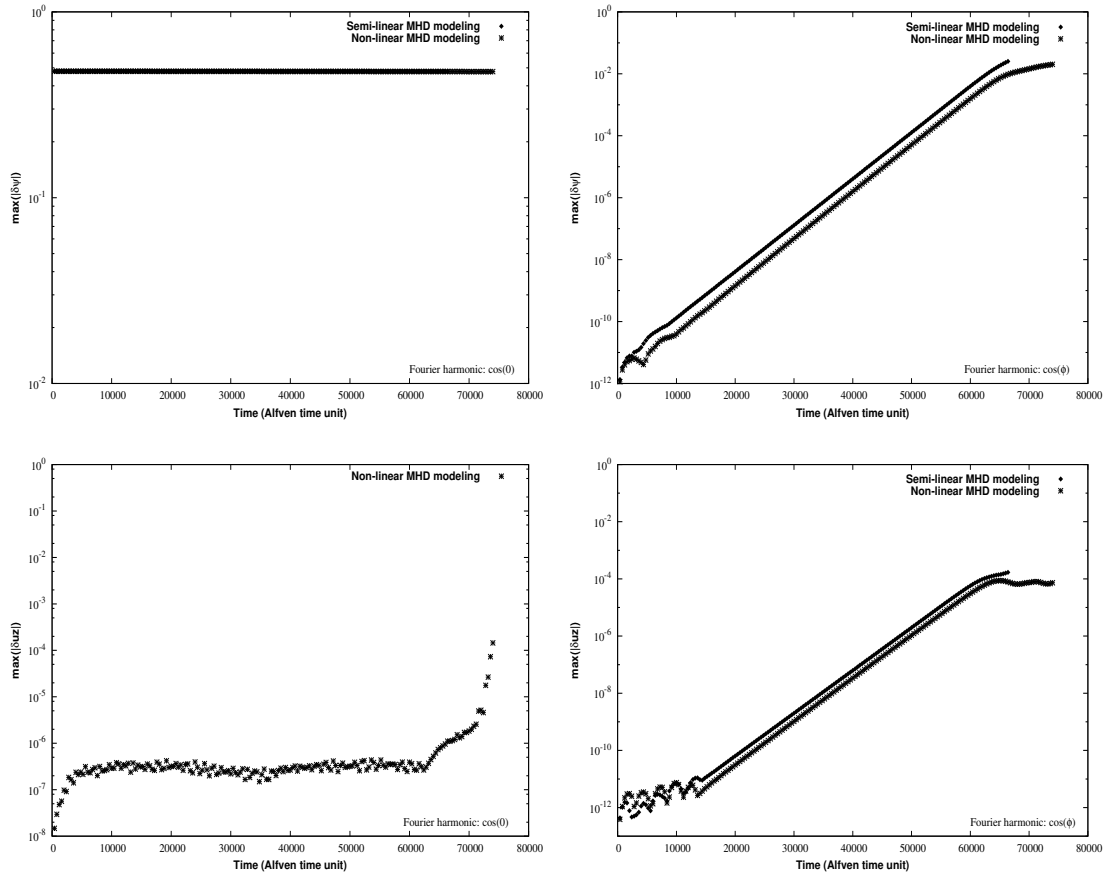 10^0
10^-1
10^-2
max(|δψ|)
Semi-linear MHD modeling
Non-linear MHD modeling
Fourier harmonic: cos(0)
0 10000 20000 30000 40000 50000 60000 70000 80000
Time (Alfven time unit)
10^0
10^-2
10^-4
10^-6
10^-8
10^-10
10^-12
max(|δψ|)
Semi-linear MHD modeling
Non-linear MHD modeling
Fourier harmonic: cos(ϕ)
0 10000 20000 30000 40000 50000 60000 70000 80000
Time (Alfven time unit)
10^0
10^-1
10^-2
10^-3
10^-4
10^-5
10^-6
10^-7
10^-8
max(|δuz|)
Non-linear MHD modeling
Fourier harmonic: cos(0)
0 10000 20000 30000 40000 50000 60000 70000 80000
Time (Alfven time unit)
10^0
10^-2
10^-4
10^-6
10^-8
10^-10
10^-12
max(|δuz|)
Semi-linear MHD modeling
Non-linear MHD modeling
Fourier harmonic: cos(ϕ)
0 10000 20000 30000 40000 50000 60000 70000 80000
Time (Alfven time unit)